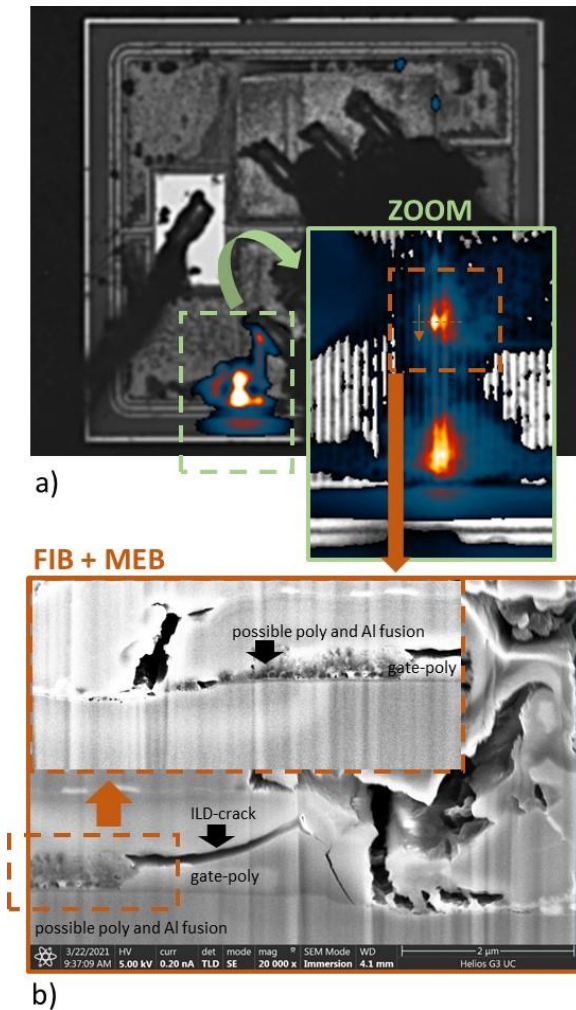 ZOOM
a)
FIB + MEB
possible poly and Al fusion
gate-poly
ILD-crack
gate-poly
possible poly and Al fusion
3/22/2021 HV curr det mode mag SEM Mode WD 2 µm
9:37:09 AM 5.00 kV 0.20 nA TLD SE 20 000 x Immersion 4.1 mm Helios G3 UC
b)